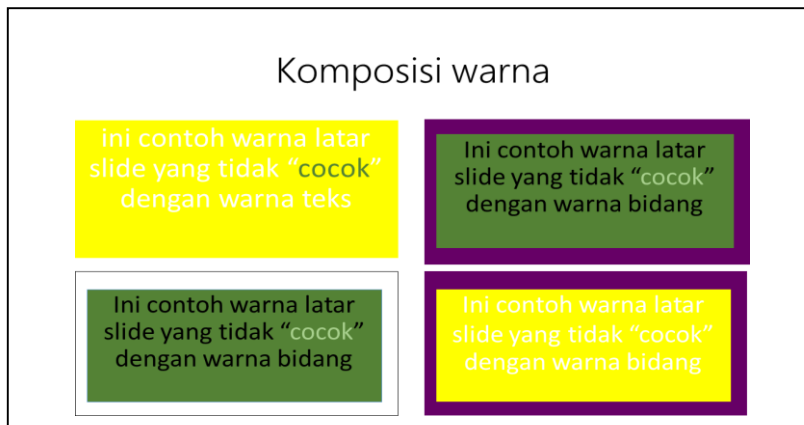 Komposisi warna
ini contoh warna latar
slide yang tidak “cocok”
dengan warna teks
Ini contoh warna latar
slide yang tidak “cocok”
dengan warna bidang
Ini contoh warna latar
slide yang tidak “cocok”
dengan warna bidang
Ini contoh warna latar
slide yang tidak “cocok”
dengan warna bidang